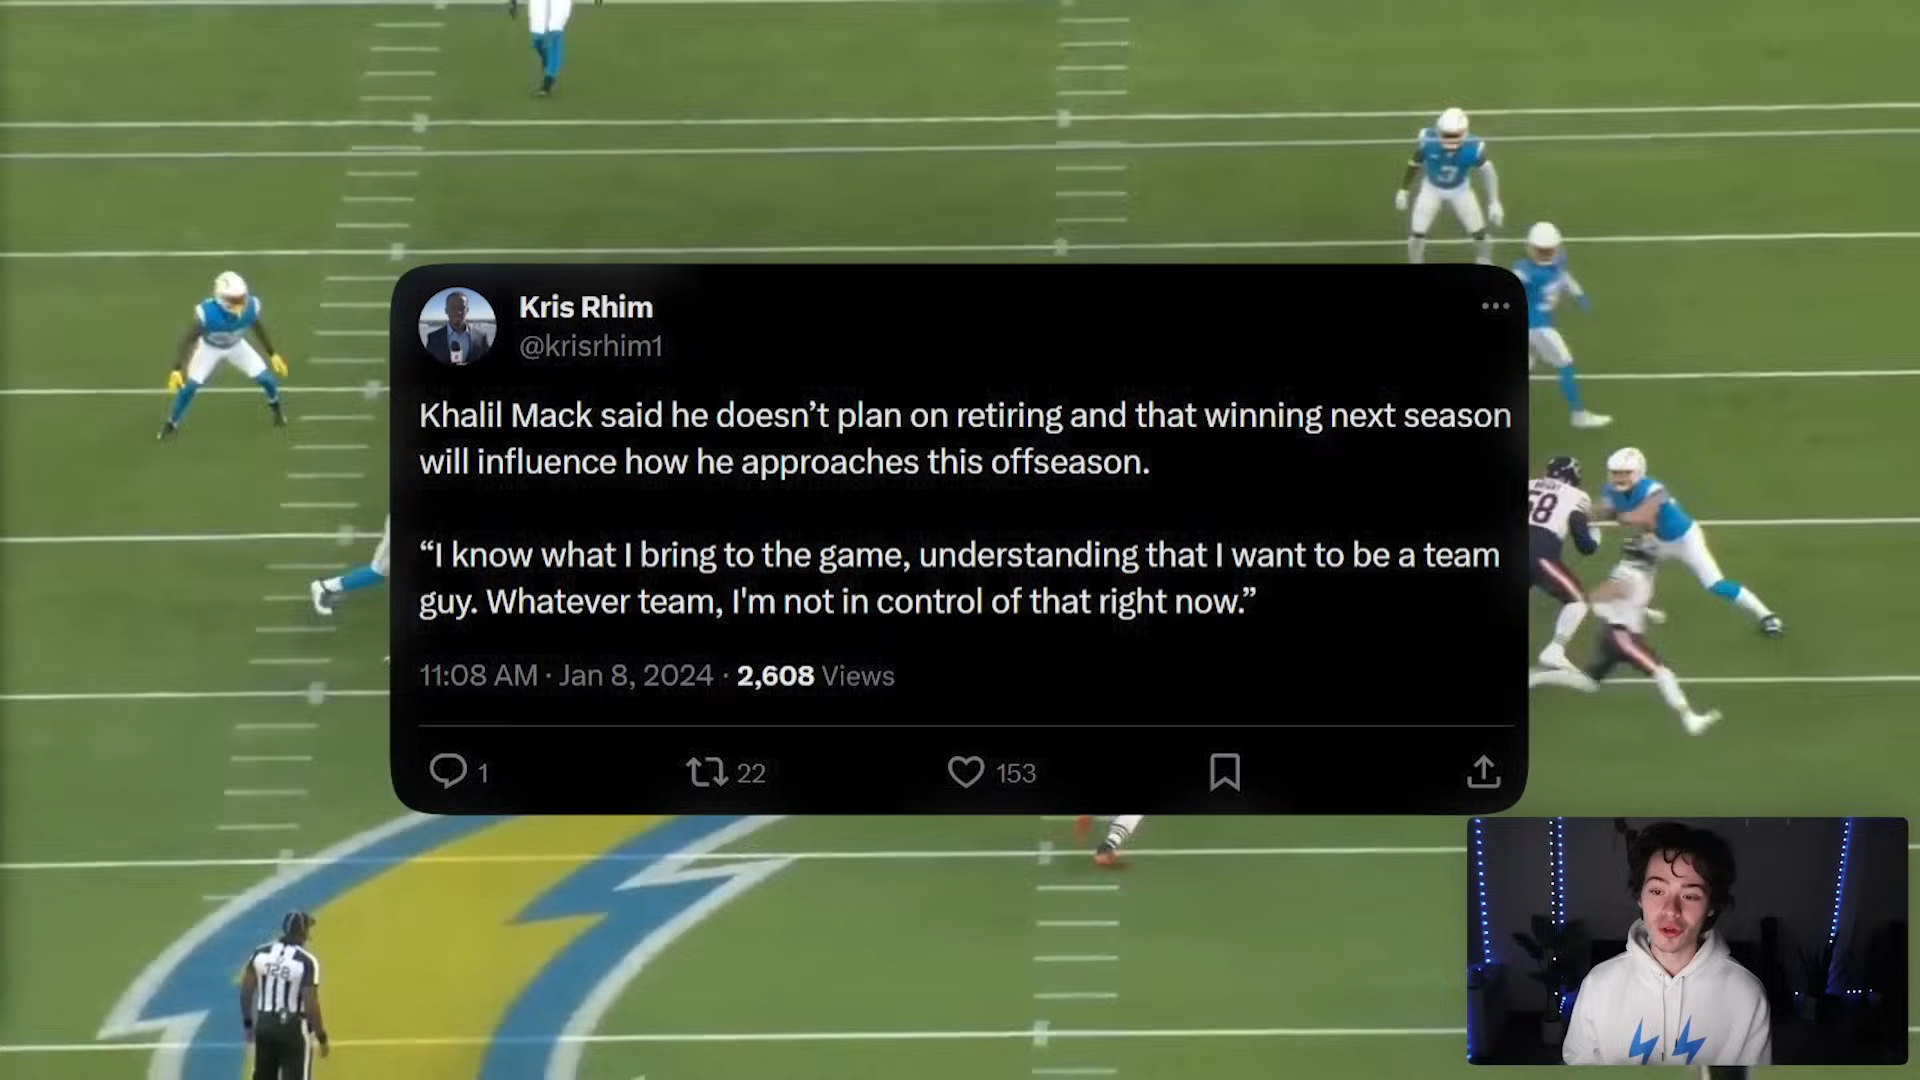 Kris Rhim
@krisrhim1
Khalil Mack said he doesn’t plan on retiring and that winning next season
will influence how he approaches this offseason.
“I know what I bring to the game, understanding that I want to be a team
guy. Whatever team, I'm not in control of that right now.”
11:08 AM · Jan 8, 2024 · 2,608 Views
1
22
153
3
58
128